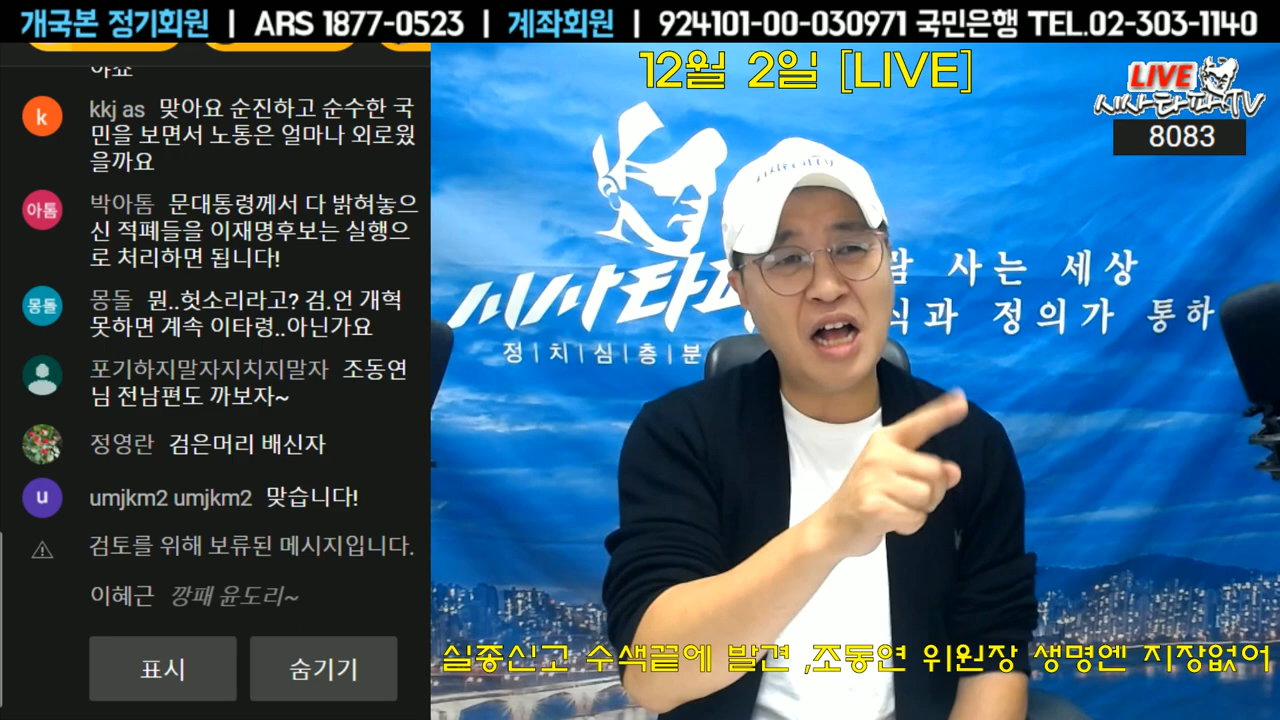 개국본 정기회원 | ARS 1877-0523 | 계좌회원 | 924101-00-030971 국민은행 TEL.02-303-1140
12월 2일 [LIVE]
LIVE
시사타파TV
8083
야죠
kkj as 맞아요 순진하고 순수한 국
민을 보면서 노통은 얼마나 외로웠
을까요
아톰
박아톰 문대통령께서 다 밝혀놓으
신 적폐들을 이재명후보는 실행으
로 처리하면 됩니다!
몽돌
몽돌 뭔..헛소리라고? 검.언 개혁
못하면 계속 이타령..아닌가요
포기하지말자지치지말자 조동연
님 전남편도 까보자~
정영란 검은머리 배신자
umjkm2 umjkm2 맞습니다!
검토를 위해 보류된 메시지입니다.
이혜근 깡패 윤도리~
표시 숨기기
시사타파
정|치|심|층|분
사는 세상
정의가 통하
실종신고 수색끝에 발견 ,조동연 위원장 생명엔 지장없어